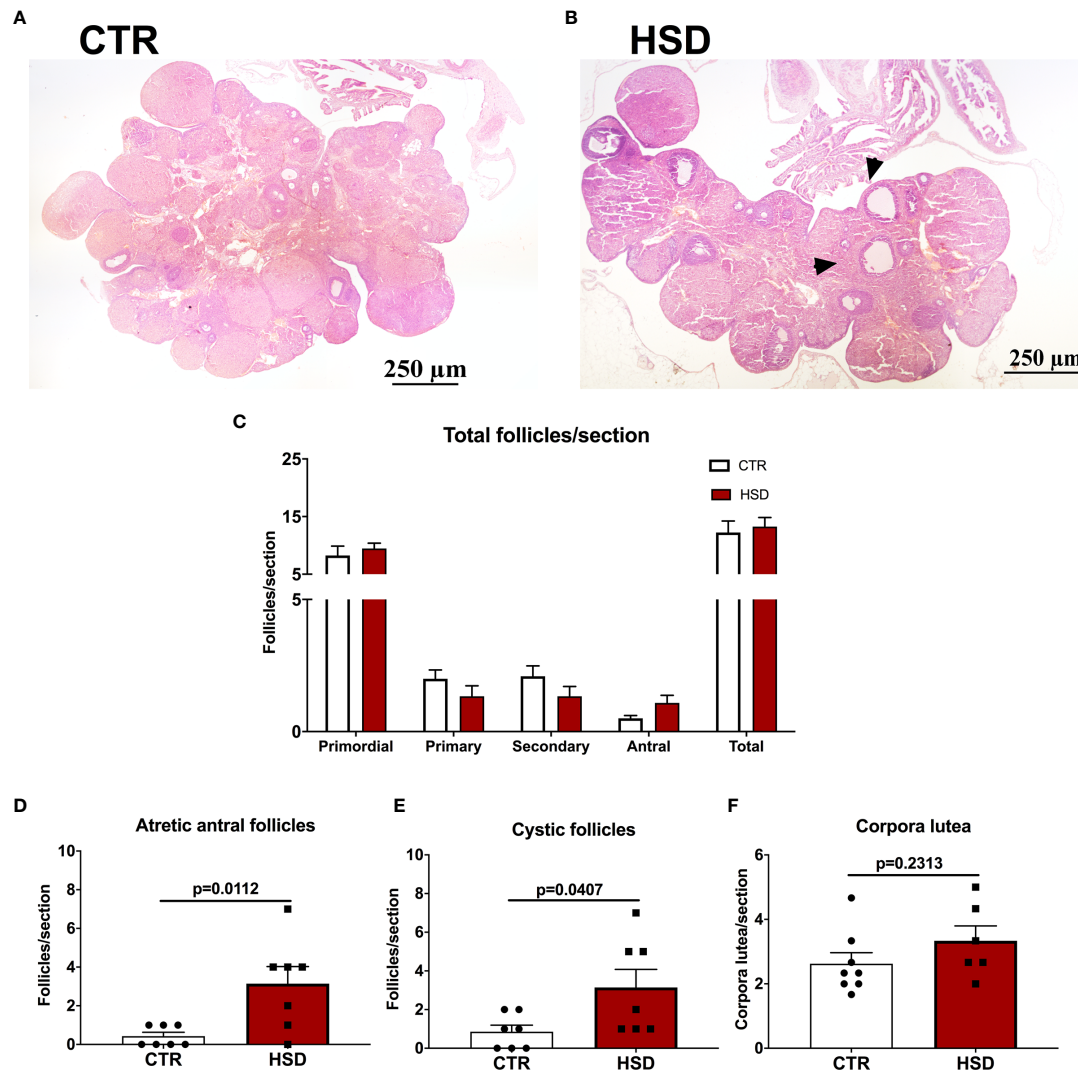 A
CTR
250 µm
B
HSD
250 µm
C
Total follicles/section
Follicles/section
25
15
5
5
0
CTR
HSD
Primordial
Primary
Secondary
Antral
Total
D
Atretic antral follicles
Follicles/section
10
8
6
4
2
0
p=0.0112
CTR
HSD
E
Cystic follicles
Follicles/section
10
8
6
4
2
0
p=0.0407
CTR
HSD
F
Corpora lutea
Corpora lutea/section
6
4
2
0
p=0.2313
CTR
HSD